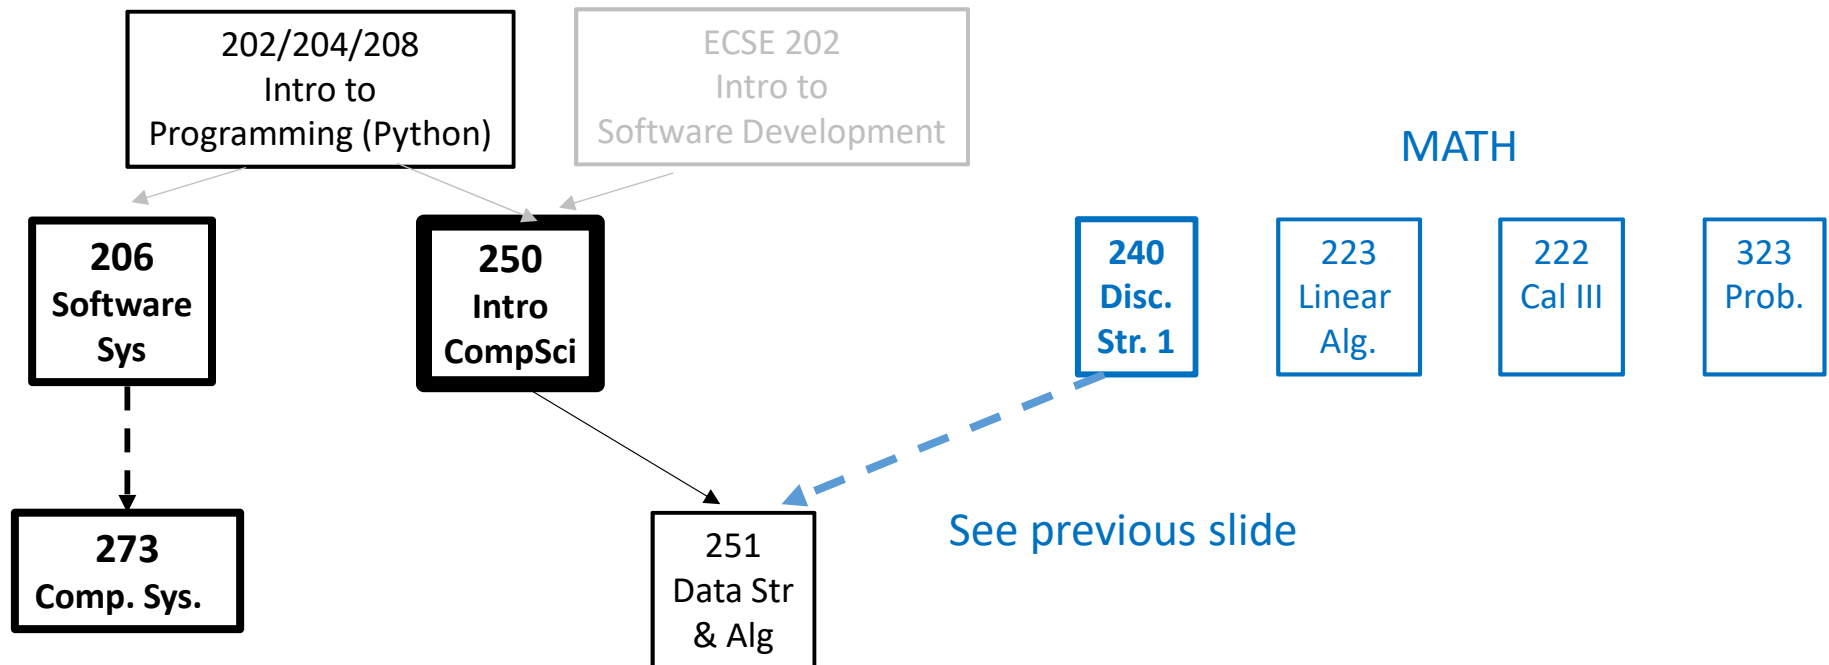 202/204/208
Intro to
Programming (Python)
ECSE 202
Intro to
Software Development
MATH
206
Software
Sys
250
Intro
CompSci
240
Disc.
Str. 1
223
Linear
Alg.
222
Cal III
323
Prob.
273
Comp. Sys.
251
Data Str
& Alg
See previous slide